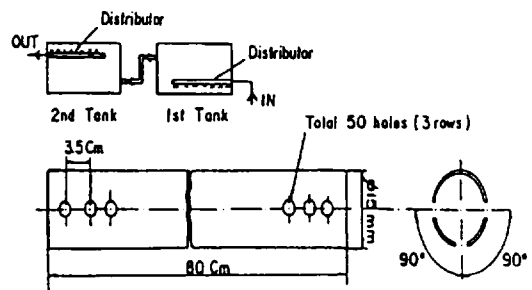 Distributor
OUT
Distributor
IN
2nd Tank
1st Tank
Total 50 holes (3 rows)
3.5Cm
80 Cm
90°
90°